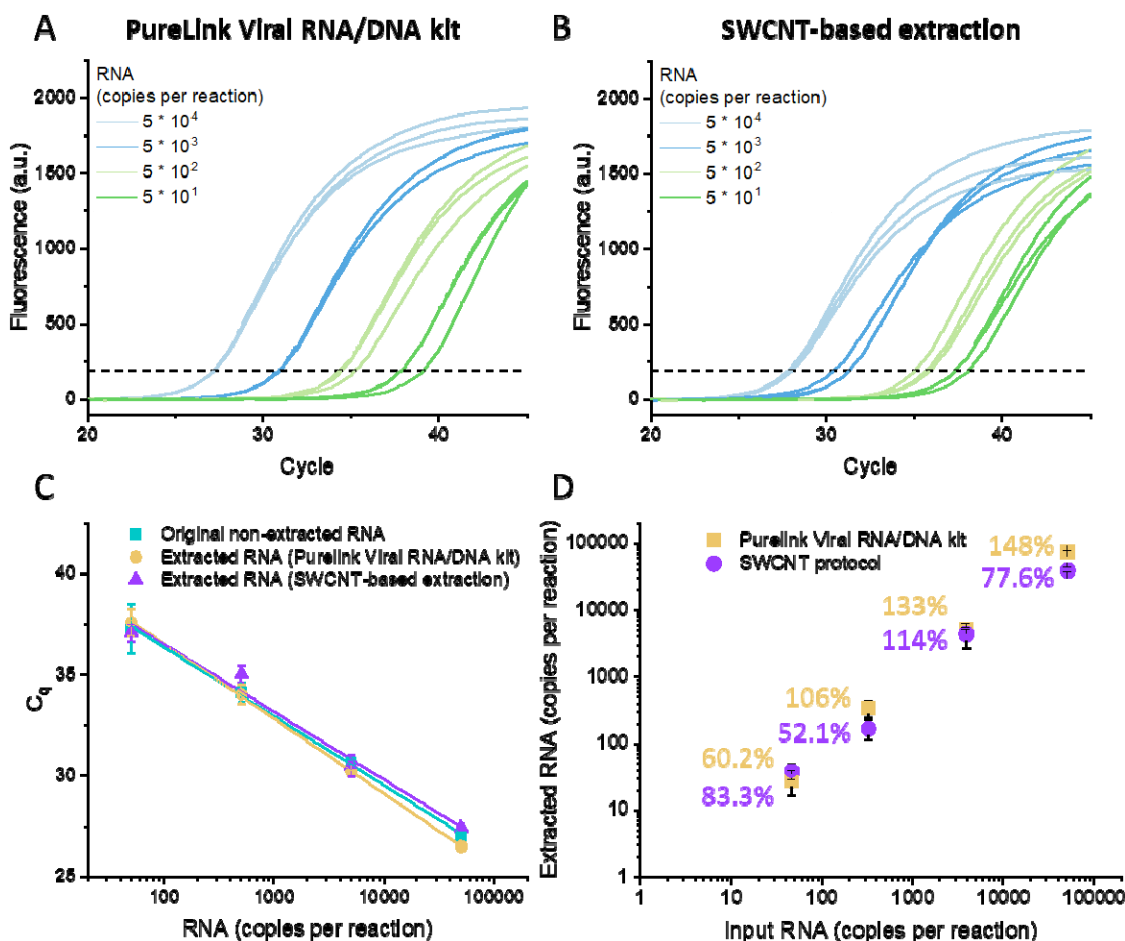 A
PureLink Viral RNA/DNA kit
RNA
(copies per reaction)
5 * 10⁴
5 * 10³
5 * 10²
5 * 10¹
2000
1500
1000
500
0
Fluorescence (a.u.)
20
30
40
Cycle
B
SWCNT-based extraction
RNA
(copies per reaction)
5 * 10⁴
5 * 10³
5 * 10²
5 * 10¹
2000
1500
1000
500
0
Fluorescence (a.u.)
20
30
40
Cycle
C
Original non-extracted RNA
Extracted RNA (Purelink Viral RNA/DNA kit)
Extracted RNA (SWCNT-based extraction)
40
35
30
25
Cq
100
1000
10000
100000
RNA (copies per reaction)
D
Purelink Viral RNA/DNA kit
SWCNT protocol
148%
77.6%
133%
114%
106%
52.1%
60.2%
83.3%
100000
10000
1000
100
10
1
Extracted RNA (copies per reaction)
1
10
100
1000
10000
100000
Input RNA (copies per reaction)